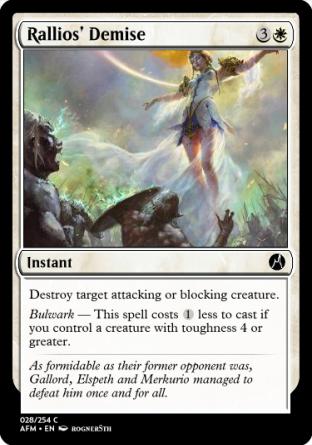 Rallios' Demise 3
Instant
Destroy target attacking or blocking creature.
Bulwark — This spell costs 1 less to cast if
you control a creature with toughness 4 or
greater.
As formidable as their former opponent was,
Gallord, Elspeth and Merkurio managed to
defeat him once and for all.
028/254 C
AFM • EN ROGNER5TH